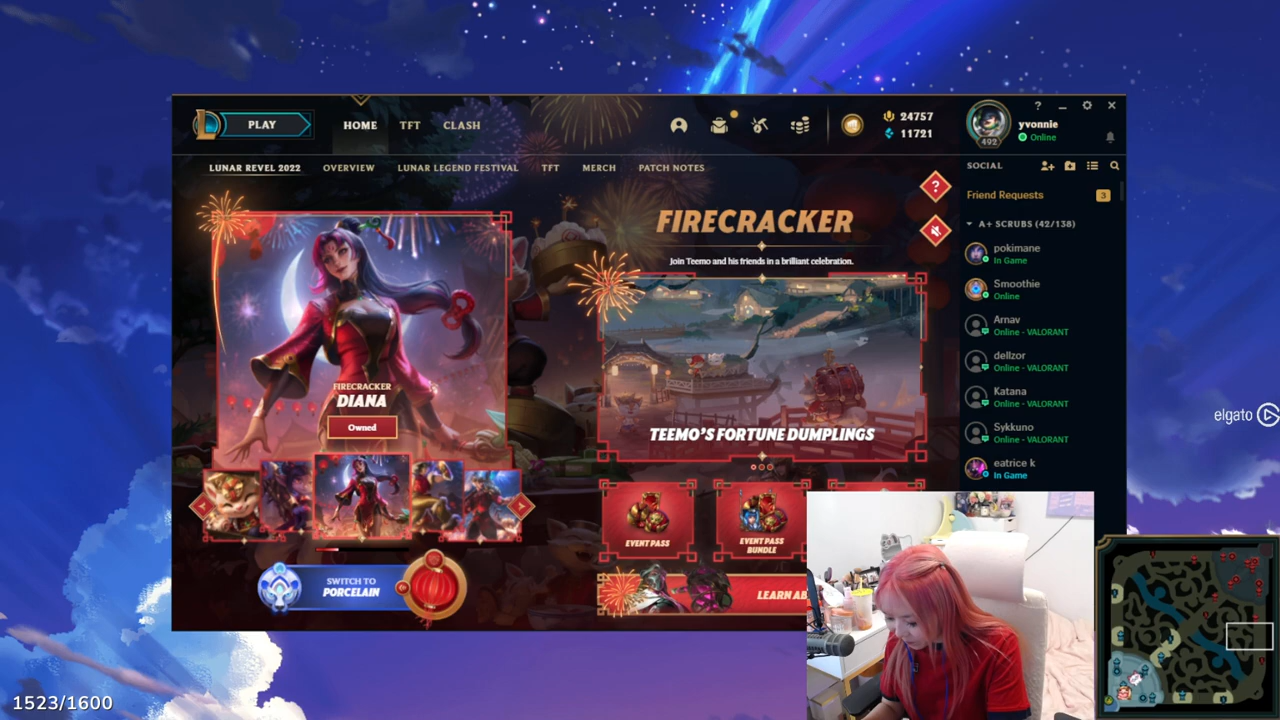 PLAY
HOME
TFT
CLASH
24757
11721
492
yvonnie
Online
LUNAR REVEL 2022
OVERVIEW
LUNAR LEGEND FESTIVAL
TFT
MERCH
PATCH NOTES
SOCIAL
Friend Requests
3
A+ SCRUBS (42/138)
pokimane
In Game
Smoothie
Online
Arnav
Online - VALORANT
dellzor
Online - VALORANT
Katana
Online - VALORANT
Sykkuno
Online - VALORANT
eatrice k
In Game
FIRECRACKER
Join Teemo and his friends in a brilliant celebration.
FIRECRACKER
DIANA
Owned
TEEMO'S FORTUNE DUMPLINGS
EVENT PASS
EVENT PASS
BUNDLE
SWITCH TO
PORCELAIN
LEARN AB
elgato
1523/1600